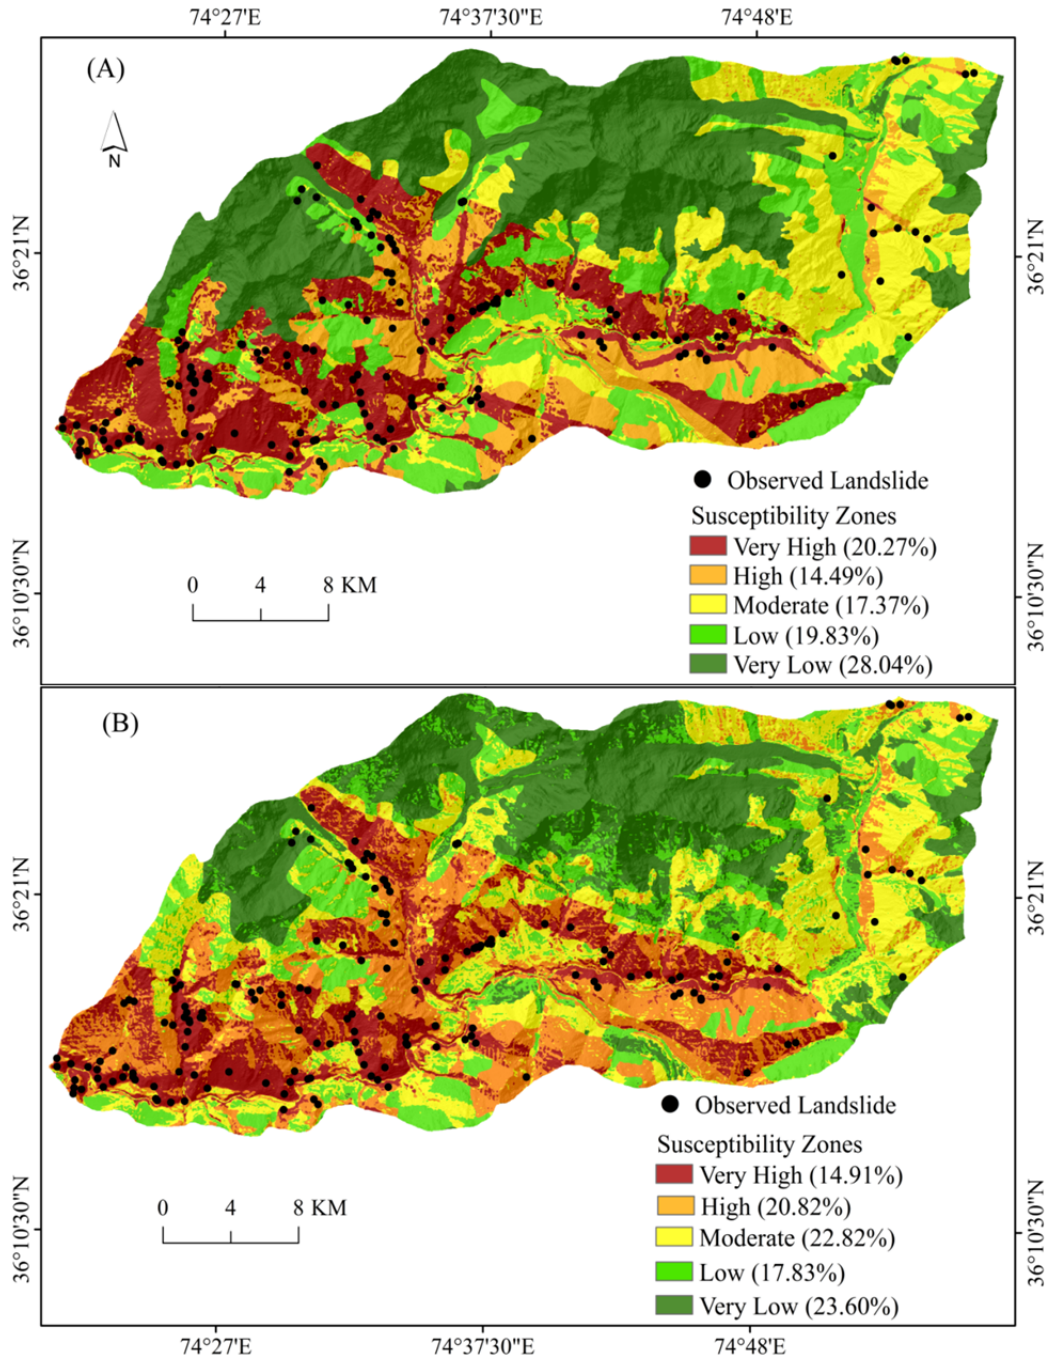 74°27'E 74°37'30"E 74°48'E
(A)
N
36°21'N 36°21'N
Observed Landslide
Susceptibility Zones
Very High (20.27%)
High (14.49%)
Moderate (17.37%)
Low (19.83%)
Very Low (28.04%)
0 4 8 KM
36°10'30"N 36°10'30"N
(B)
36°21'N 36°21'N
Observed Landslide
Susceptibility Zones
Very High (14.91%)
High (20.82%)
Moderate (22.82%)
Low (17.83%)
Very Low (23.60%)
0 4 8 KM
36°10'30"N 36°10'30"N
74°27'E 74°37'30"E 74°48'E